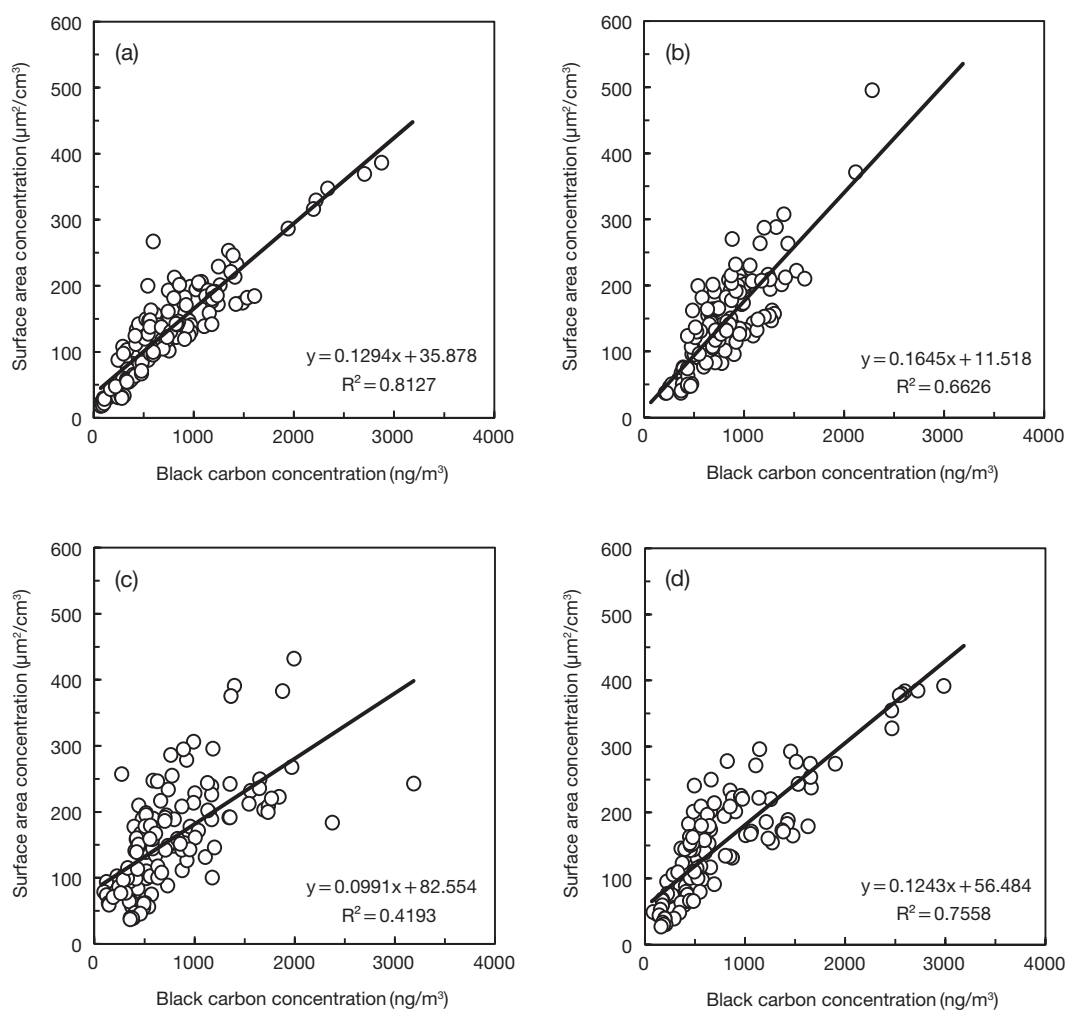 (a)
600
500
400
300
200
100
0
Surface area concentration (µm²/cm³)
y=0.1294x+35.878
R²=0.8127
0 1000 2000 3000 4000
Black carbon concentration (ng/m³)
(b)
600
500
400
300
200
100
0
Surface area concentration (µm²/cm³)
y=0.1645x+11.518
R²=0.6626
0 1000 2000 3000 4000
Black carbon concentration (ng/m³)
(c)
600
500
400
300
200
100
0
Surface area concentration (µm²/cm³)
y=0.0991x+82.554
R²=0.4193
0 1000 2000 3000 4000
Black carbon concentration (ng/m³)
(d)
600
500
400
300
200
100
0
Surface area concentration (µm²/cm³)
y=0.1243x+56.484
R²=0.7558
0 1000 2000 3000 4000
Black carbon concentration (ng/m³)